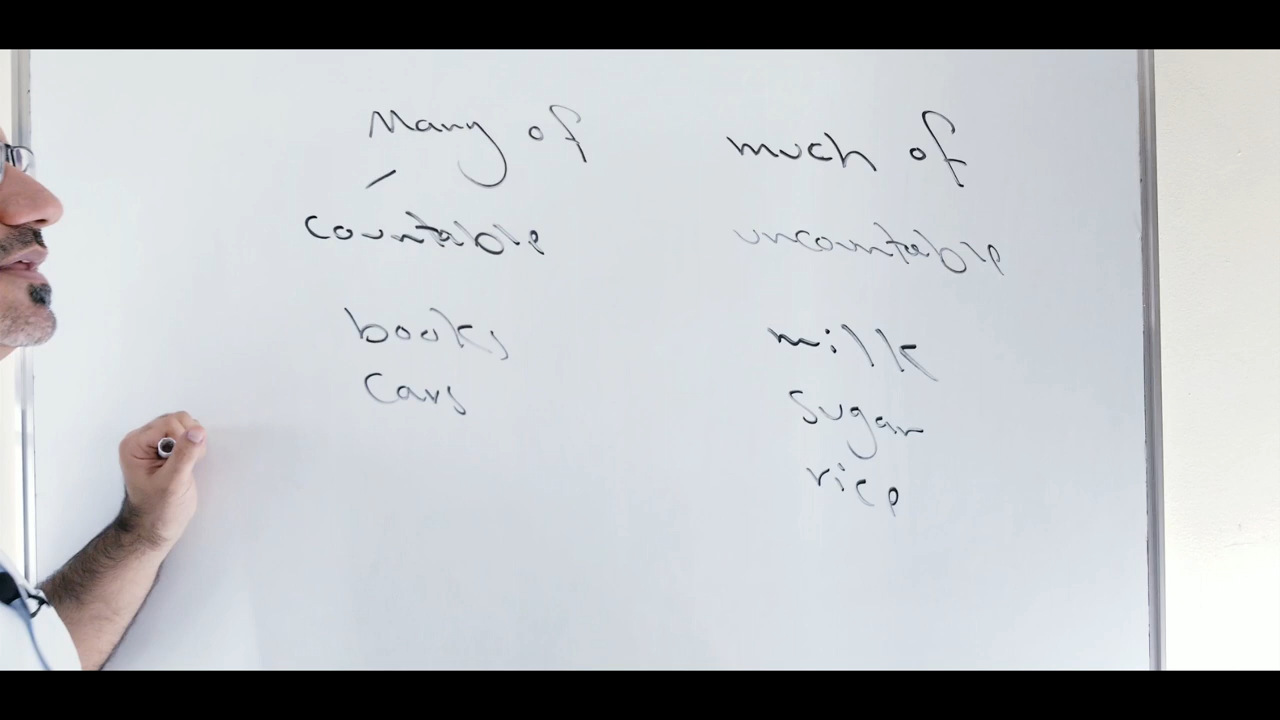 Many of
countable
books
Cars
much of
uncountable
milk
sugar
rice